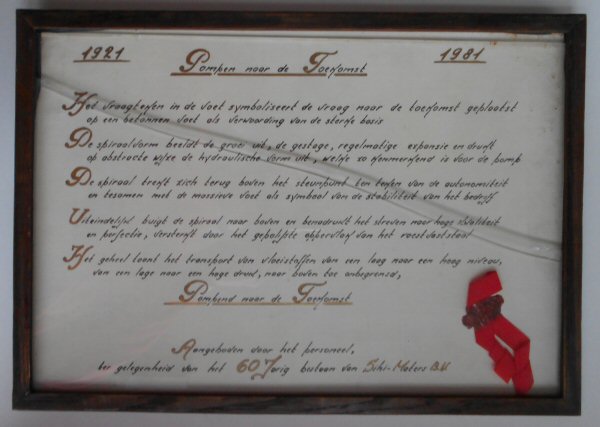 1921
1981
Pompen naar de Toekomst
Het vraagteken in de voet symboliseert de vraag naar de toekomst geplaatst
op een betonnen voet als verwoording van de sterke basis
De spiraalvorm beeldt de groei uit, de gestage, regelmatige expansie en drukt
op abstracte wijze de hydraulische vorm uit, welke zo kenmerkend is voor de pomp
De spiraal trekt zich terug boven het steunpunt ten teken van de autonomiteit
en tesamen met de massieve voet als symbool van de stabiliteit van het bedrijf
Uiteindelijk buigt de spiraal naar boven en benadrukt het streven naar hoge kwaliteit
en perfectie, versterkt door het gepolijste oppervlak van het roestvaststaal
Het geheel toont het transport van vloeistoffen van een laag naar een hoog niveau,
van een lage naar een hoge druk, naar boven toe onbegrensd,
Pompend naar de Toekomst
Aangeboden door het personeel,
ter gelegenheid van het 60 Jarig bestaan van Sihi-Maters B.V.